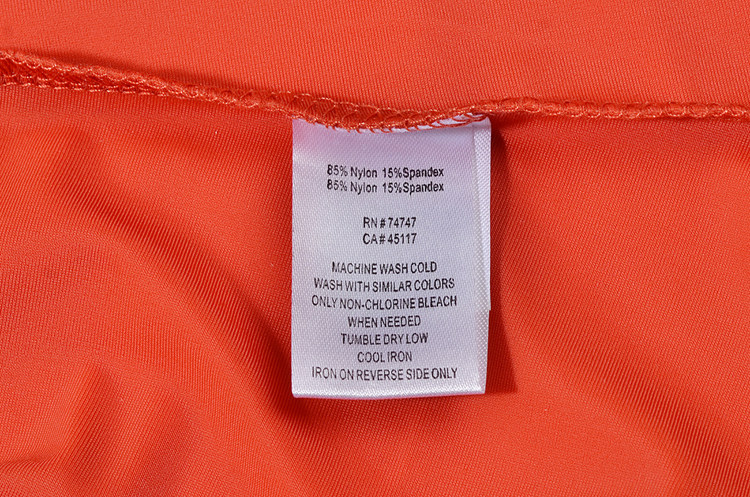 85% Nylon 15%Spandex
85% Nylon 15%Spandex
RN#74747
CA#45117
MACHINE WASH COLD
WASH WITH SIMILAR COLORS
ONLY NON-CHLORINE BLEACH
WHEN NEEDED
TUMBLE DRY LOW
COOL IRON
IRON ON REVERSE SIDE ONLY